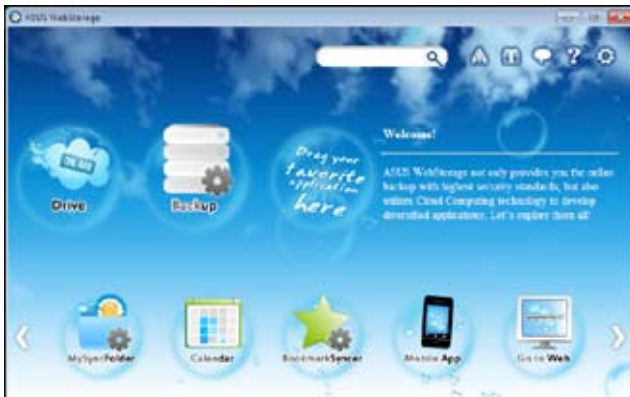 ASUS WebStorage
Drive
Backup
Drag your
favorite
application
here
Welcome!
ASUS WebStorage not only provides you the online
backup with highest security standards, but also
utilizes Cloud Computing technology to develop
diversified applications. Let's explore them all!
MySyncFolder
Calendar
BookmarkSyncer
Mobile App
Go to Web